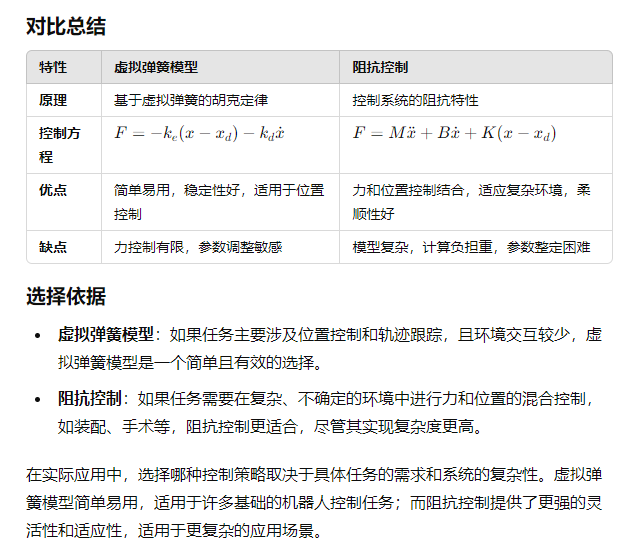 对比总结
特性 虚拟弹簧模型 阻抗控制
原理 基于虚拟弹簧的胡克定律 控制系统的阻抗特性
控制方程 F = −k_c(x − x_d) − k_dẋ F = Mẍ + Bẋ + K(x − x_d)
优点 简单易用，稳定性好，适用于位置控制 力和位置控制结合，适应复杂环境，柔顺性好
缺点 力控制有限，参数调整敏感 模型复杂，计算负担重，参数整定困难
选择依据
• 虚拟弹簧模型：如果任务主要涉及位置控制和轨迹跟踪，且环境交互较少，虚
拟弹簧模型是一个简单且有效的选择。
• 阻抗控制：如果任务需要在复杂、不确定的环境中进行力和位置的混合控制，
如装配、手术等，阻抗控制更适合，尽管其实现复杂度更高。
在实际应用中，选择哪种控制策略取决于具体任务的需求和系统的复杂性。虚拟弹
簧模型简单易用，适用于许多基础的机器人控制任务；而阻抗控制提供了更强的灵
活性和适应性，适用于更复杂的应用场景。